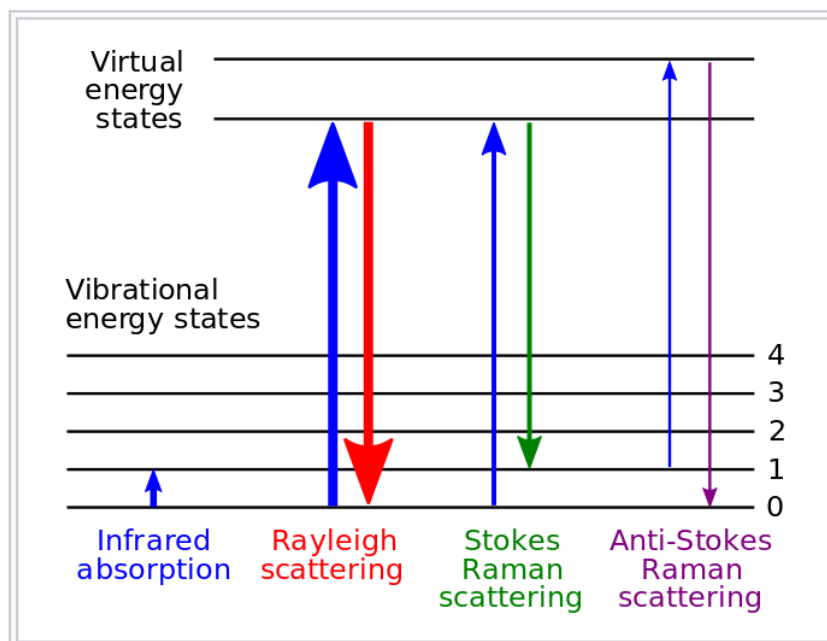 Virtual
energy
states
Vibrational
energy states
4
3
2
1
0
Infrared
absorption
Rayleigh
scattering
Stokes
Raman
scattering
Anti-Stokes
Raman
scattering